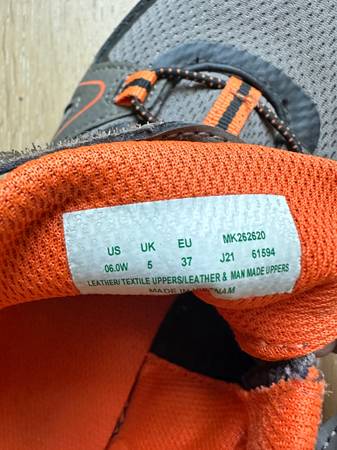 US UK EU MK262620
06.0W 5 37 J21 61594
LEATHER/TEXTILE UPPERS/LEATHER & MAN MADE UPPERS
MADE IN VIETNAM